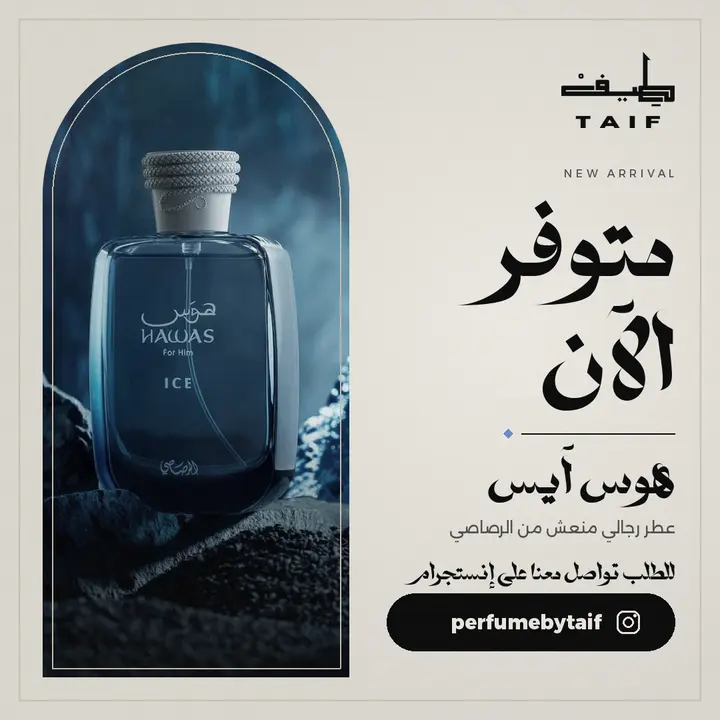 طيف
TAIF
NEW ARRIVAL
متوفر
الآن
هوس آيس
عطر رجالي منعش من الرصاصي
للطلب تواصل معنا على إنستجرام
perfumebytaif
هوس
HAWAS
For Him
ICE
الرصاصي